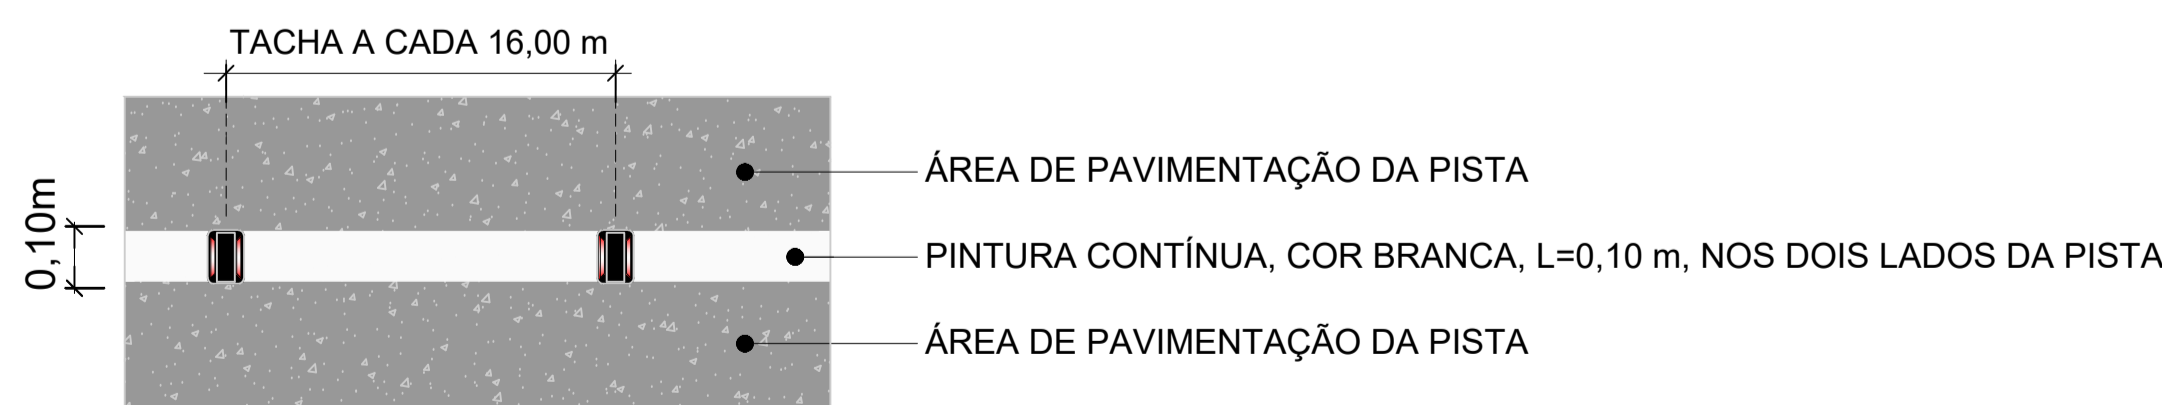 TACHA A CADA 16,00 m
ÁREA DE PAVIMENTAÇÃO DA PISTA
0,10m
PINTURA CONTÍNUA, COR BRANCA, L=0,10 m, NOS DOIS LADOS DA PISTA
ÁREA DE PAVIMENTAÇÃO DA PISTA